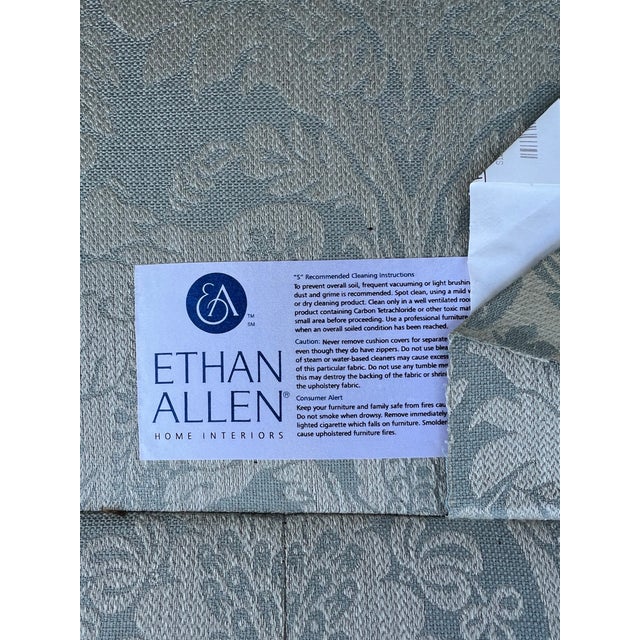 EA
TM
SM
ETHAN
ALLEN®
HOME INTERIORS
"S" Recommended Cleaning Instructions
To prevent overall soil, frequent vacuuming or light brushing
dust and grime is recommended. Spot clean, using a mild
or dry cleaning product. Clean only in a well ventilated
product containing Carbon Tetrachloride or other toxic
small area before proceeding. Use a professional furniture
when an overall soiled condition has been reached.
Caution: Never remove cushion covers for separate
even though they do have zippers. Do not use
of steam or water-based cleaners may cause
of this particular fabric. Do not use any tumble
this may destroy the backing of the fabric or
the upholstery fabric.
Consumer Alert
Keep your furniture and family safe from fires
Do not smoke when drowsy. Remove immediately
lighted cigarette which falls on furniture.
cause upholstered furniture fires.